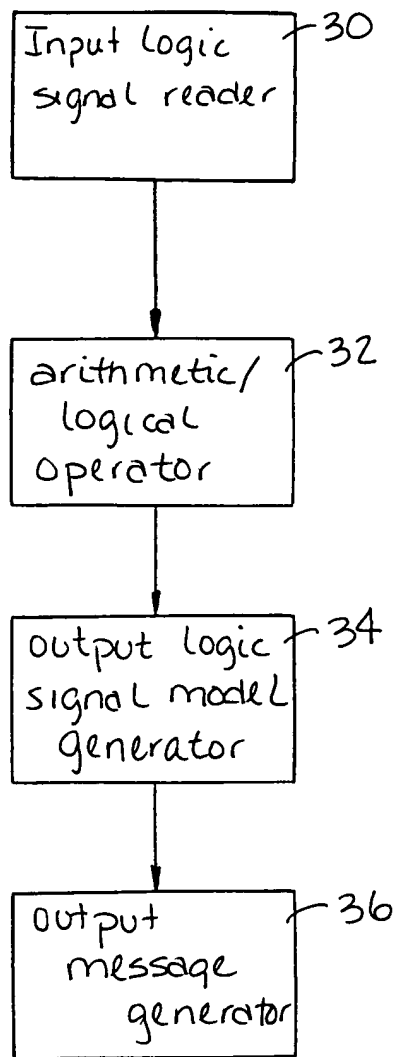 Input logic 30
signal reader
arithmetic/ 32
logical
operator
output logic 34
signal model
generator
output 36
message
generator